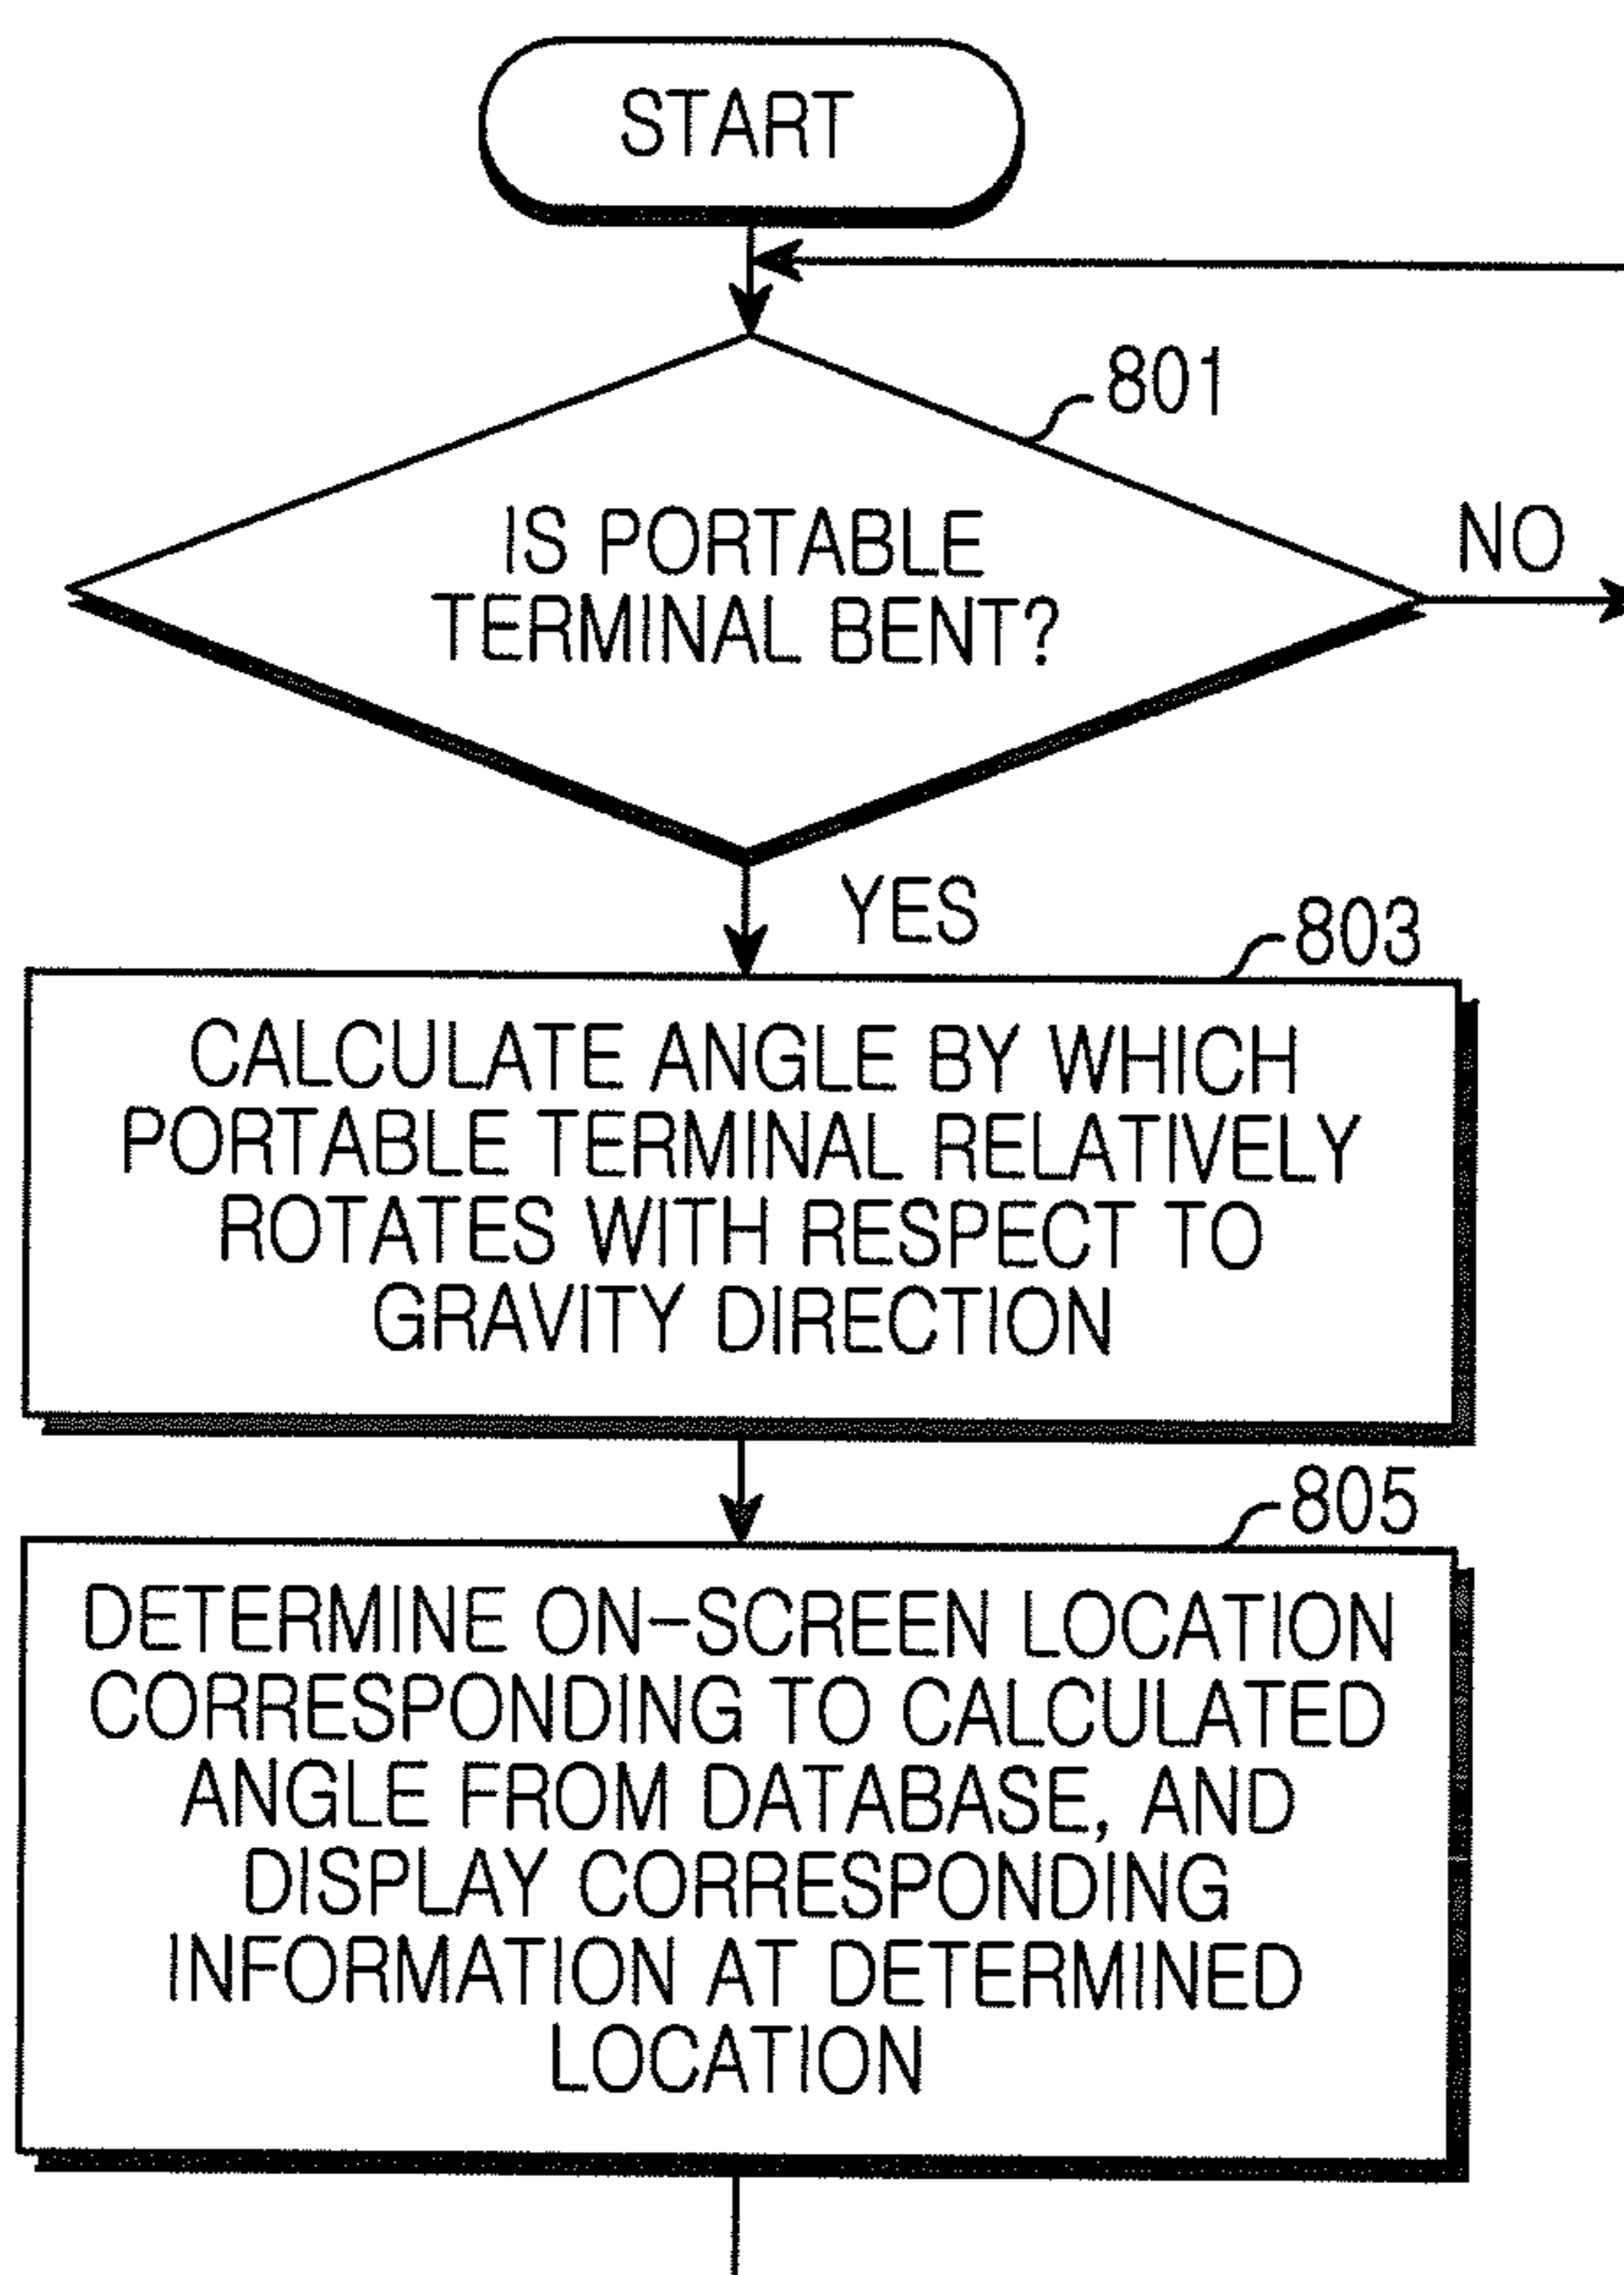 START
801
IS PORTABLE
TERMINAL BENT?
NO
YES
803
CALCULATE ANGLE BY WHICH
PORTABLE TERMINAL RELATIVELY
ROTATES WITH RESPECT TO
GRAVITY DIRECTION
805
DETERMINE ON-SCREEN LOCATION
CORRESPONDING TO CALCULATED
ANGLE FROM DATABASE, AND
DISPLAY CORRESPONDING
INFORMATION AT DETERMINED
LOCATION